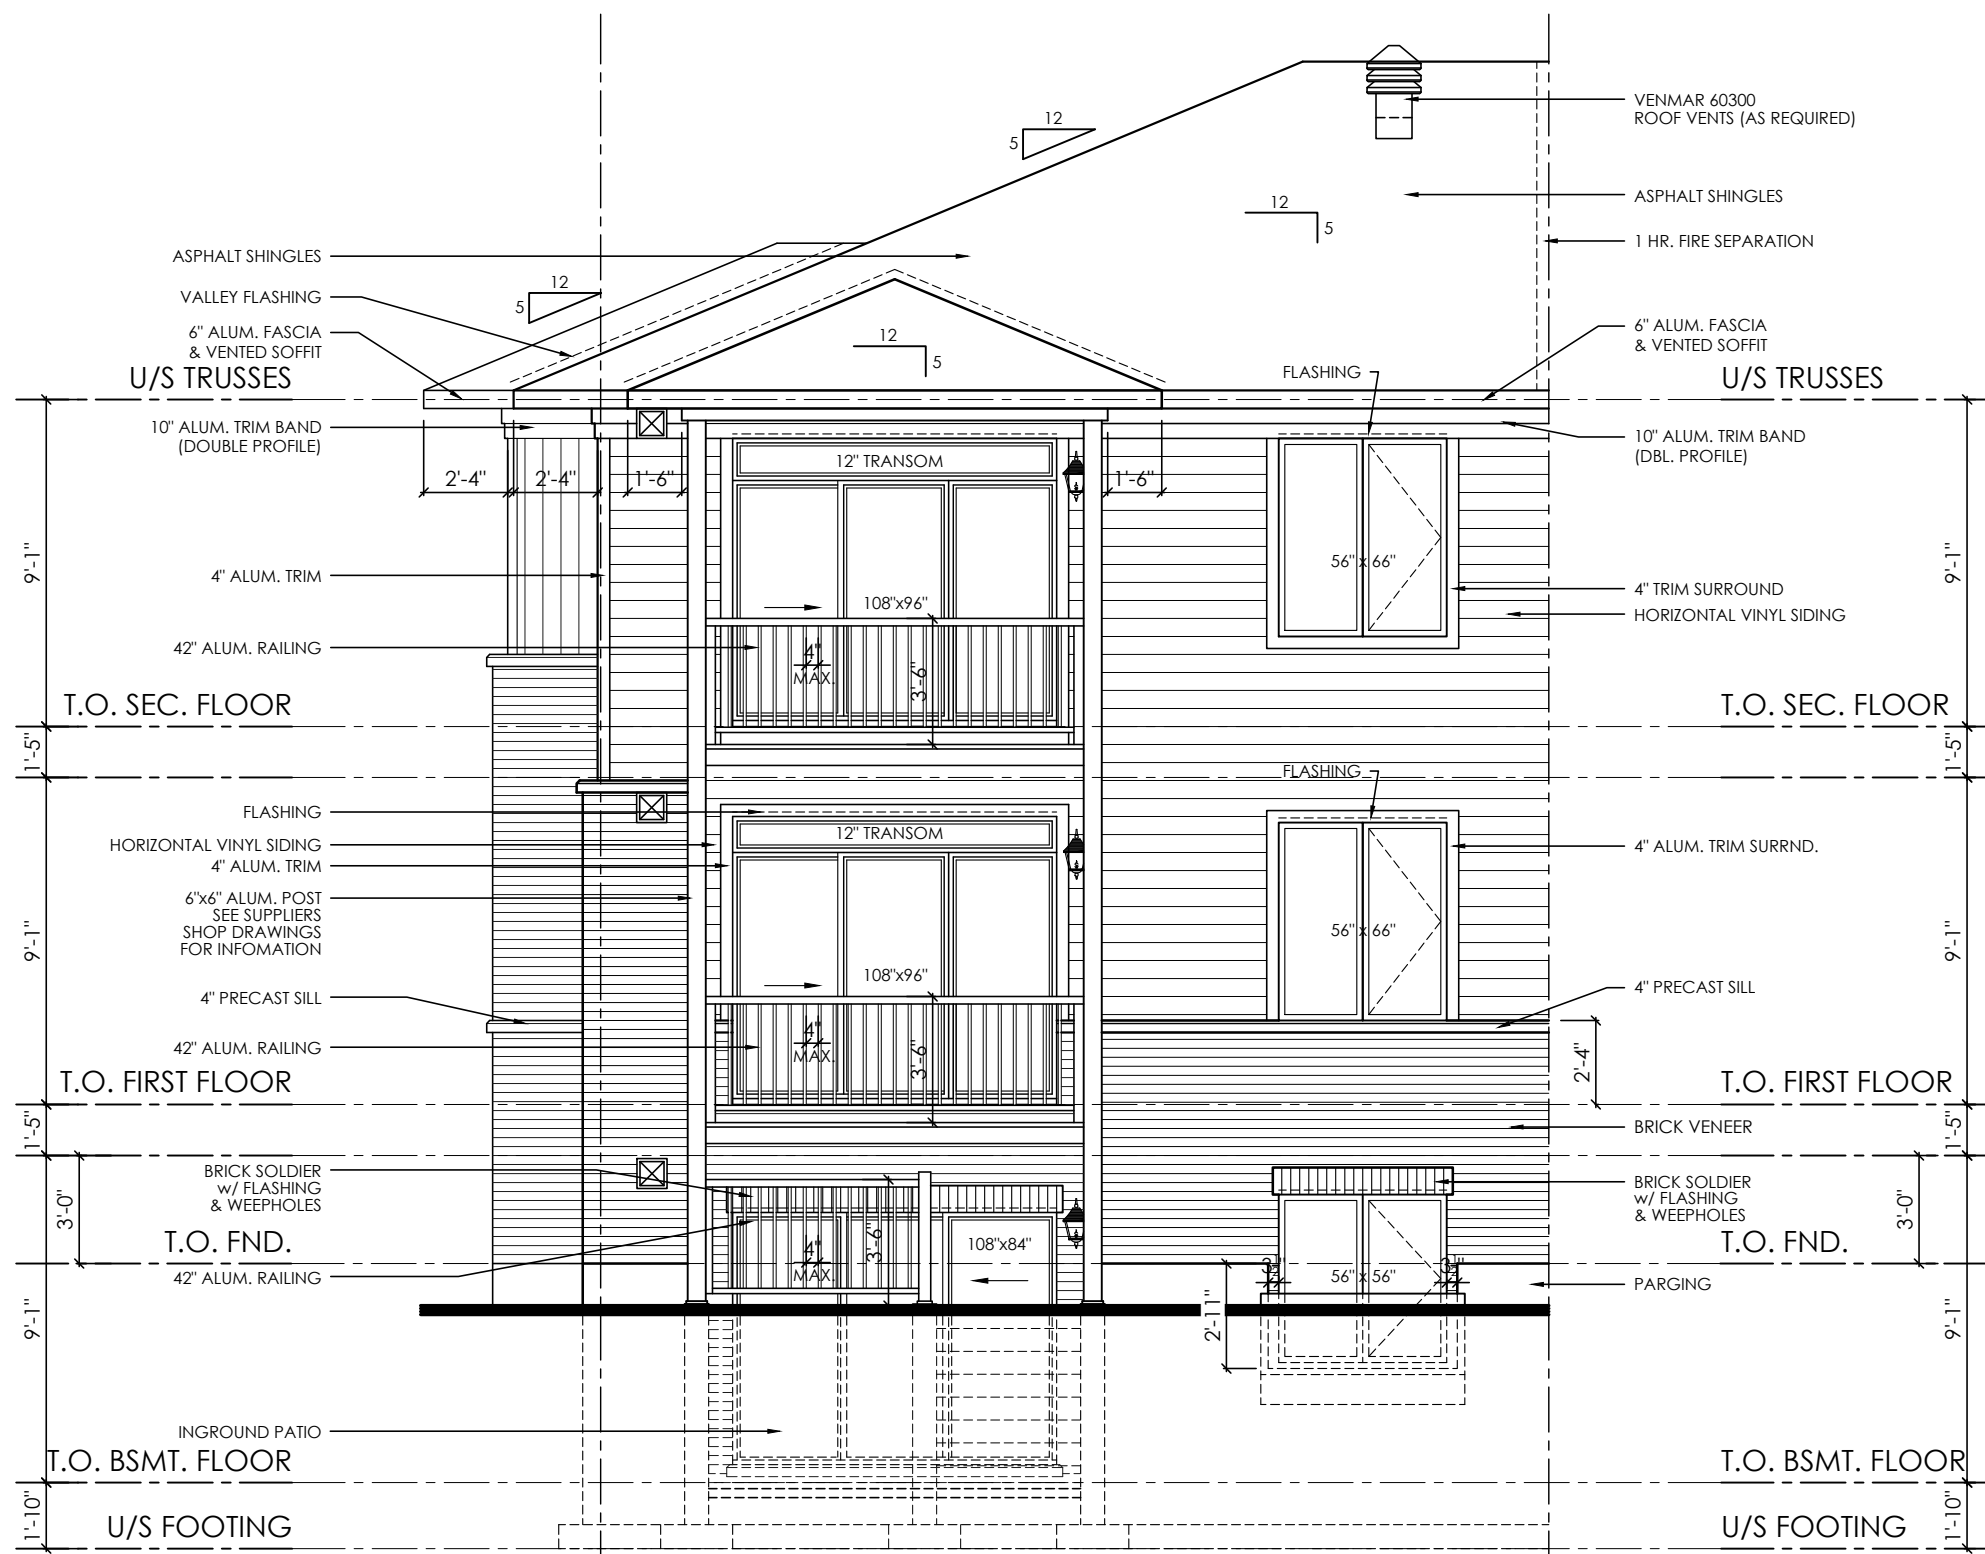 VENMAR 60300
ROOF VENTS (AS REQUIRED)
12
5
ASPHALT SHINGLES
12
5
1 HR. FIRE SEPARATION
ASPHALT SHINGLES
VALLEY FLASHING
12
5
6" ALUM. FASCIA
& VENTED SOFFIT
12
5
6" ALUM. FASCIA
& VENTED SOFFIT
U/S TRUSSES
FLASHING
U/S TRUSSES
10" ALUM. TRIM BAND
(DOUBLE PROFILE)
10" ALUM. TRIM BAND
(DBL. PROFILE)
12" TRANSOM
2'-4"
2'-4"
1'-6"
1'-6"
9'-1"
4" ALUM. TRIM
56" x 66"
9'-1"
4" TRIM SURROUND
108"x96"
HORIZONTAL VINYL SIDING
42" ALUM. RAILING
4"
MAX.
3'-6"
T.O. SEC. FLOOR
T.O. SEC. FLOOR
1'-5"
1'-5"
FLASHING
FLASHING
12" TRANSOM
HORIZONTAL VINYL SIDING
4" ALUM. TRIM SURRND.
4" ALUM. TRIM
6"x6" ALUM. POST
SEE SUPPLIERS
SHOP DRAWINGS
FOR INFOMATION
9'-1"
56" x 66"
9'-1"
108"x96"
4" PRECAST SILL
4" PRECAST SILL
42" ALUM. RAILING
4"
MAX.
3'-6"
2'-4"
T.O. FIRST FLOOR
T.O. FIRST FLOOR
1'-5"
1'-5"
BRICK VENEER
BRICK SOLDIER
w/ FLASHING
& WEEPHOLES
BRICK SOLDIER
w/ FLASHING
& WEEPHOLES
3'-0"
3'-0"
T.O. FND.
4"
MAX.
3'-6"
108"x84"
T.O. FND.
42" ALUM. RAILING
3½"
56" x 56"
3½"
PARGING
9'-1"
2'-11"
9'-1"
INGROUND PATIO
T.O. BSMT. FLOOR
T.O. BSMT. FLOOR
1'-10"
U/S FOOTING
U/S FOOTING
1'-10"